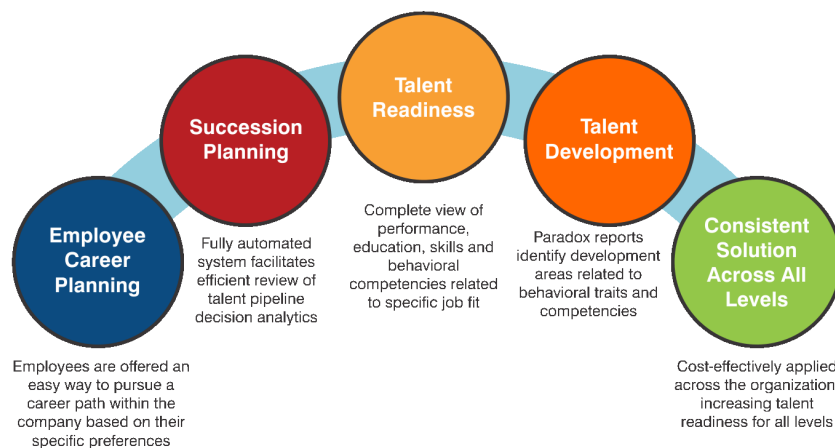 Employee
Career
Planning
Employees are offered an
easy way to pursue a
career path within the
company based on their
specific preferences
Succession
Planning
Fully automated
system facilitates
efficient review of
talent pipeline
decision analytics
Talent
Readiness
Complete view of
performance,
education, skills and
behavioral
competencies related
to specific job fit
Talent
Development
Paradox reports
identify development
areas related to
behavioral traits and
competencies
Consistent
Solution
Across All
Levels
Cost-effectively applied
across the organization,
increasing talent
readiness for all levels